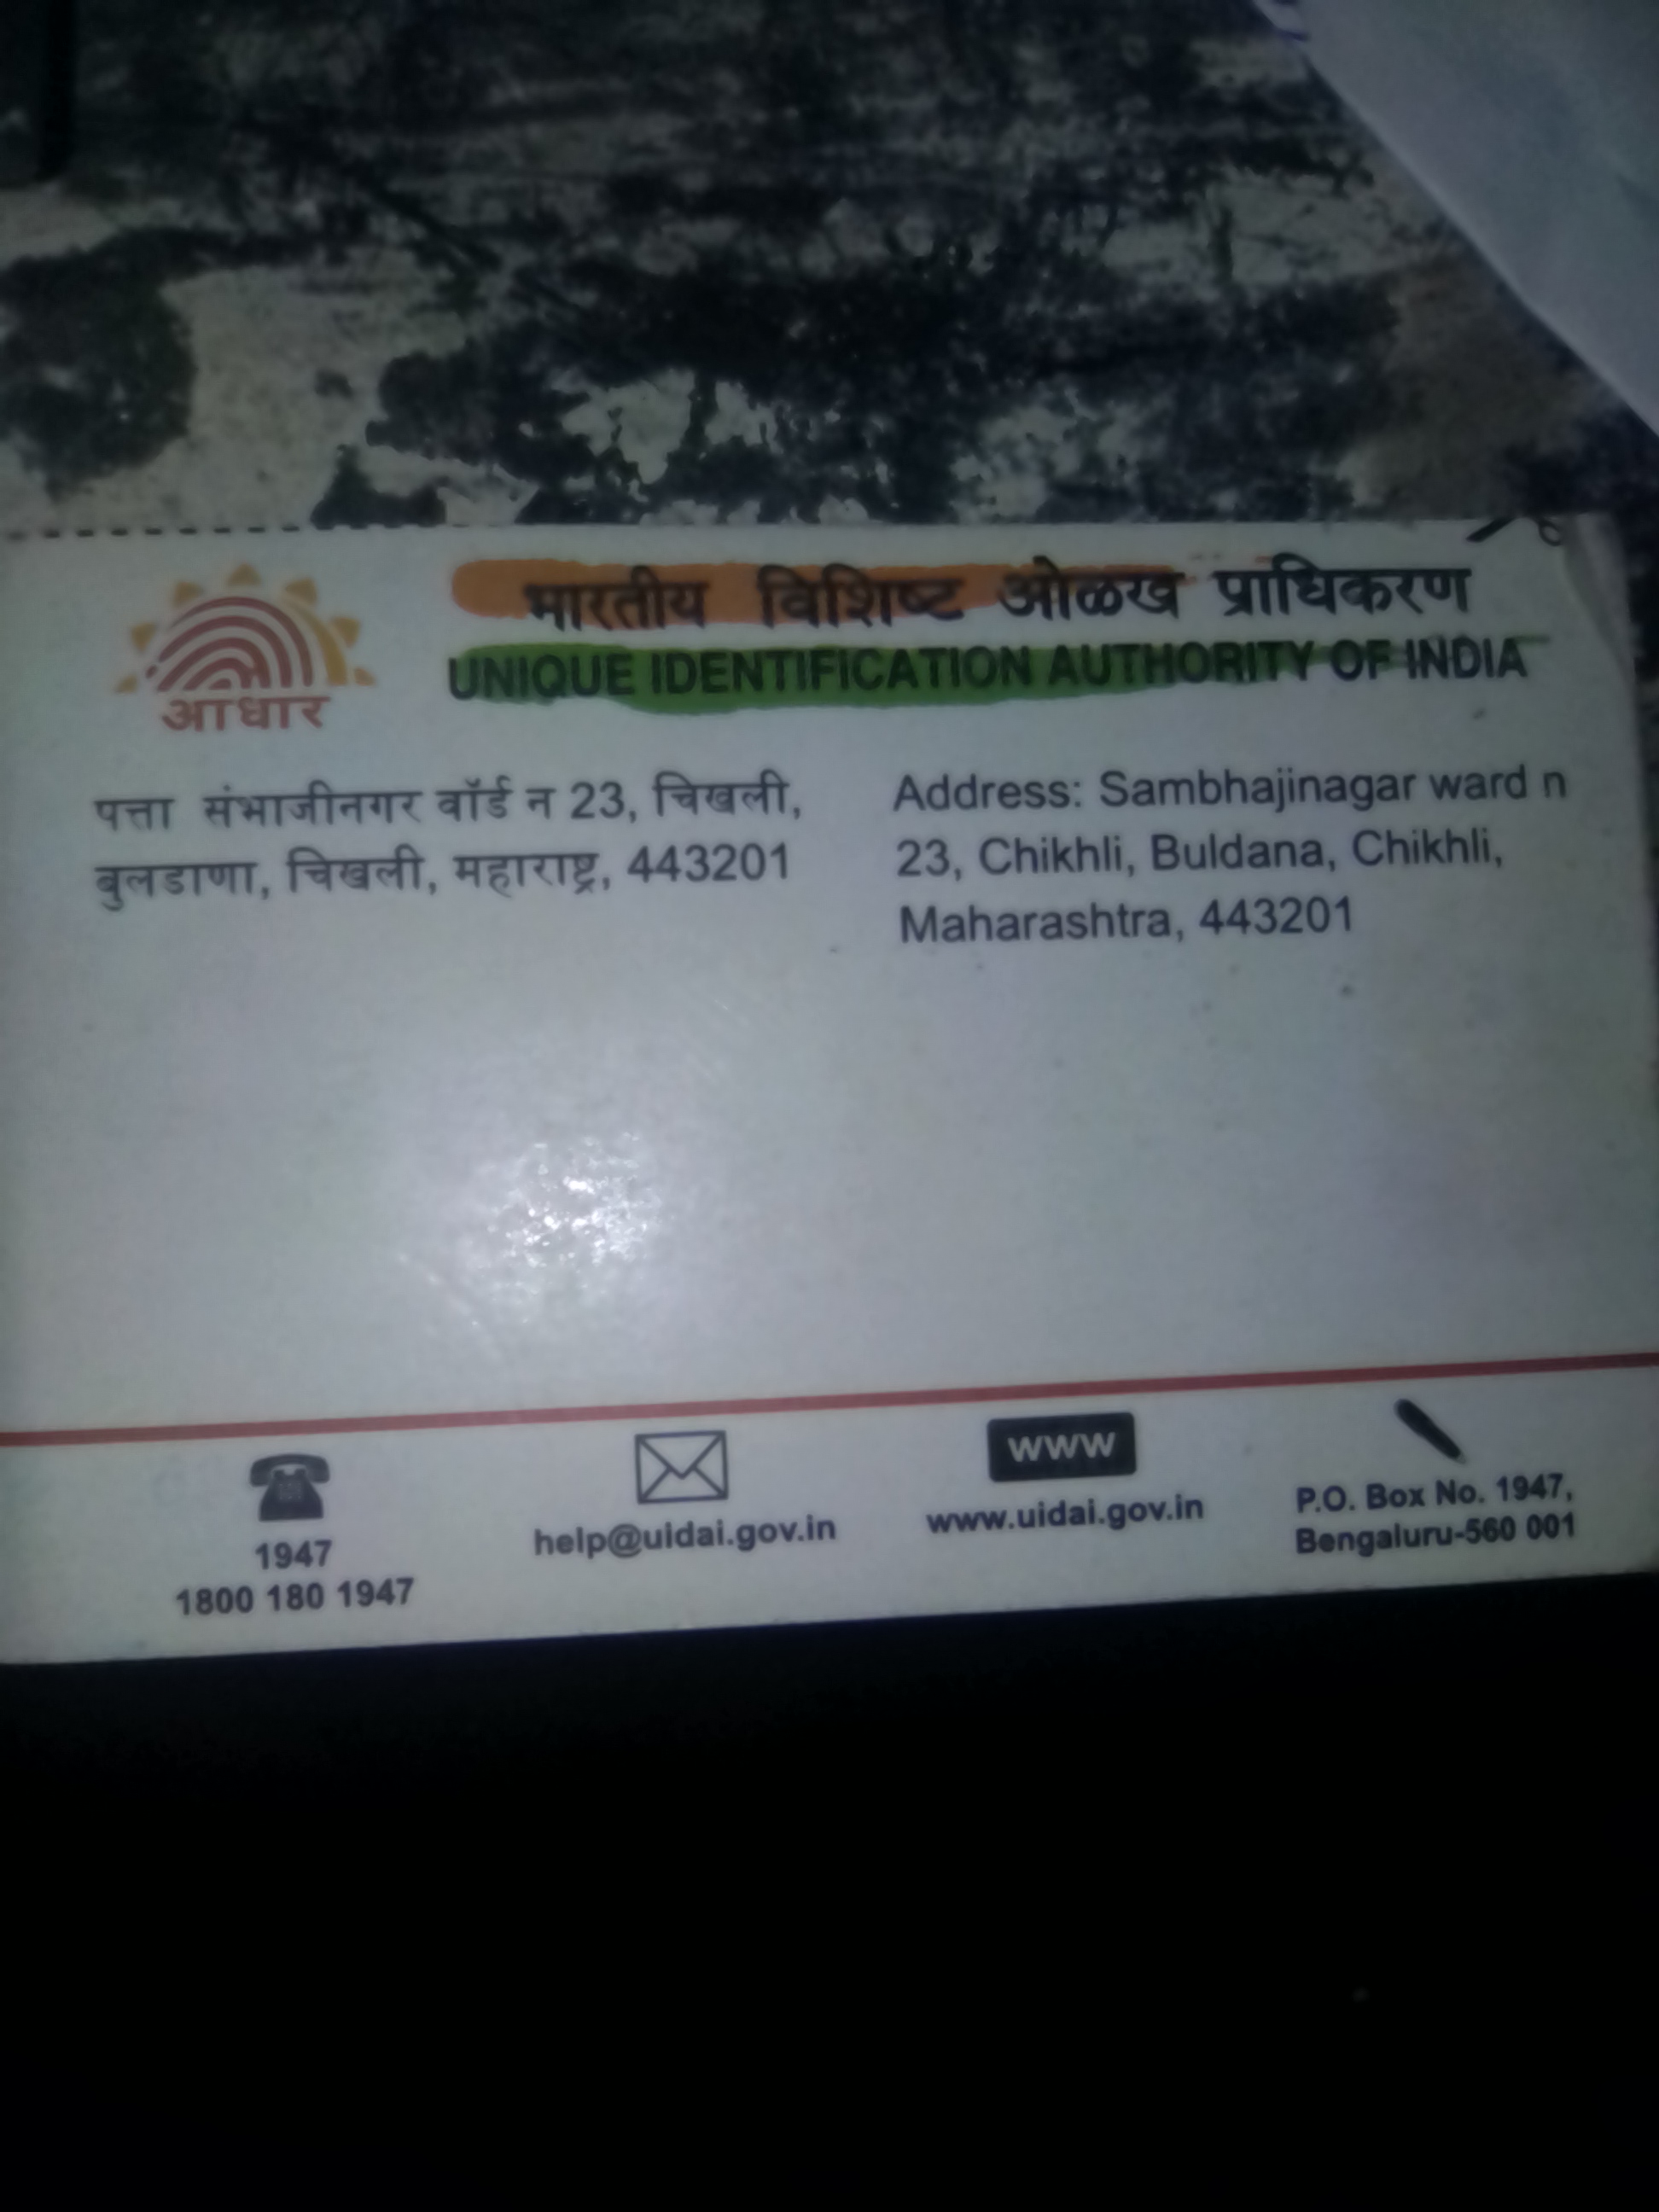 भारतीय विशिष्ट ओळख प्राधिकरण
UNIQUE IDENTIFICATION AUTHORITY OF INDIA
आधार
पत्ता संभाजीनगर वॉर्ड न 23, चिखली,
बुलडाणा, चिखली, महाराष्ट्र, 443201
Address: Sambhajinagar ward n
23, Chikhli, Buldana, Chikhli,
Maharashtra, 443201
1947
1800 180 1947
help@uidai.gov.in
www
www.uidai.gov.in
P.O. Box No. 1947,
Bengaluru-560 001